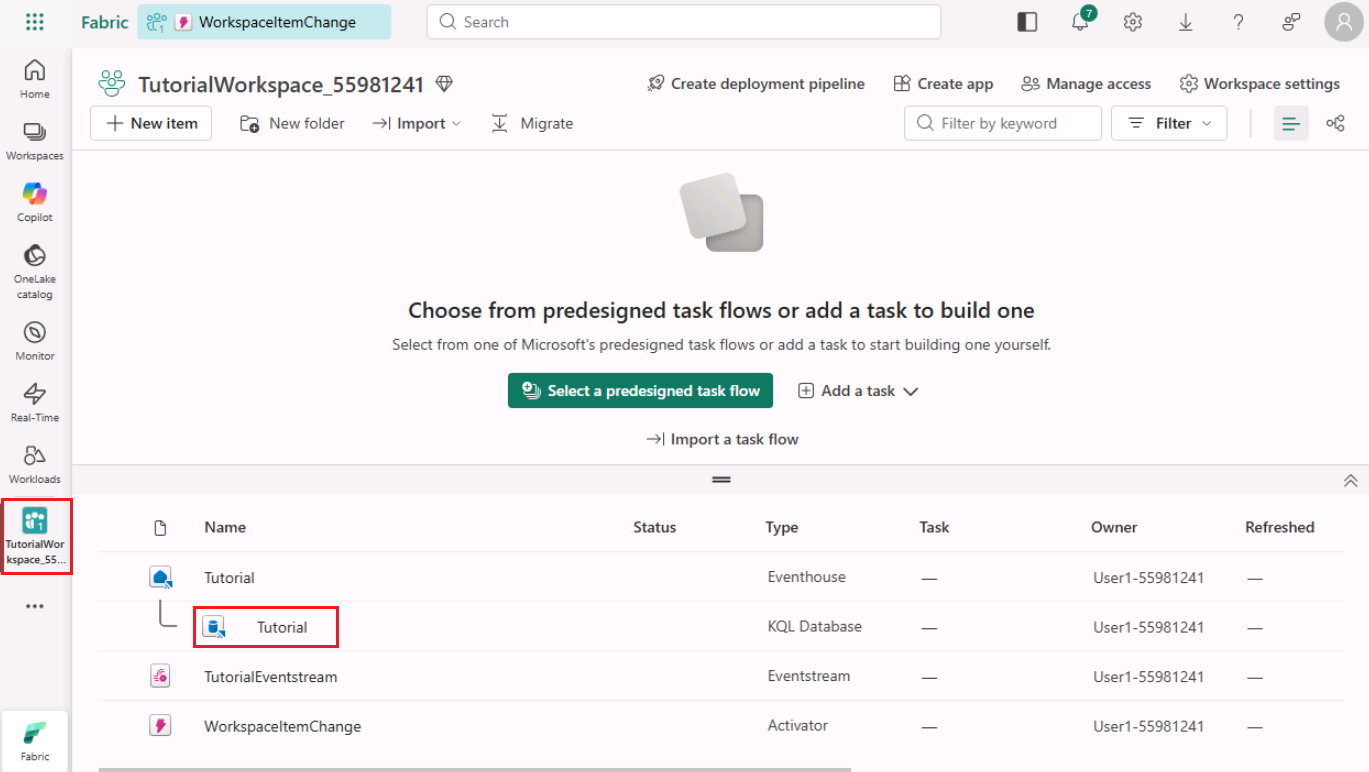 Fabric
1
WorkspaceItemChange
Search
7
?
Home
Workspaces
Copilot
OneLake
catalog
Monitor
Real-Time
Workloads
1
TutorialWor
kspace_55...
Fabric
TutorialWorkspace_55981241
Create deployment pipeline
Create app
Manage access
Workspace settings
New item
New folder
Import
Migrate
Filter by keyword
Filter
Choose from predesigned task flows or add a task to build one
Select from one of Microsoft's predesigned task flows or add a task to start building one yourself.
Select a predesigned task flow
Add a task
Import a task flow
Name Status Type Task Owner Refreshed
Tutorial Eventhouse — User1-55981241 —
Tutorial KQL Database — User1-55981241 —
TutorialEventstream Eventstream — User1-55981241 —
WorkspaceItemChange Activator — User1-55981241 —